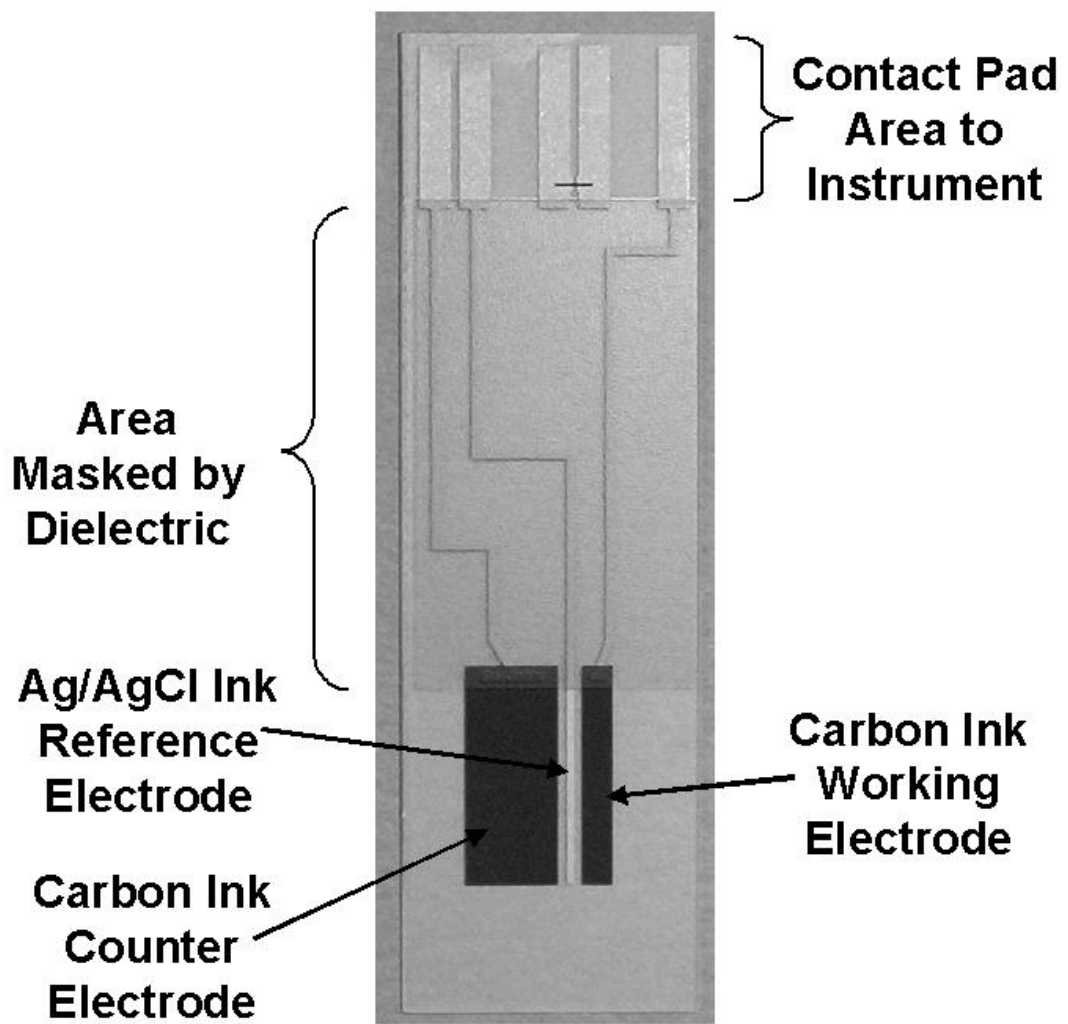 Contact Pad
Area to
Instrument
Area
Masked by
Dielectric
Ag/AgCl Ink
Reference
Electrode
Carbon Ink
Working
Electrode
Carbon Ink
Counter
Electrode